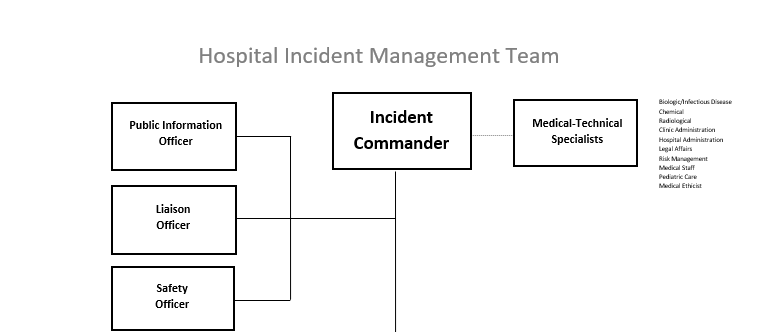 Hospital Incident Management Team
Public Information
Officer
Incident
Commander
Medical-Technical
Specialists
Biologic/Infectious Disease
Chemical
Radiological
Clinic Administration
Hospital Administration
Legal Affairs
Risk Management
Medical Staff
Pediatric Care
Medical Ethicist
Liaison
Officer
Safety
Officer